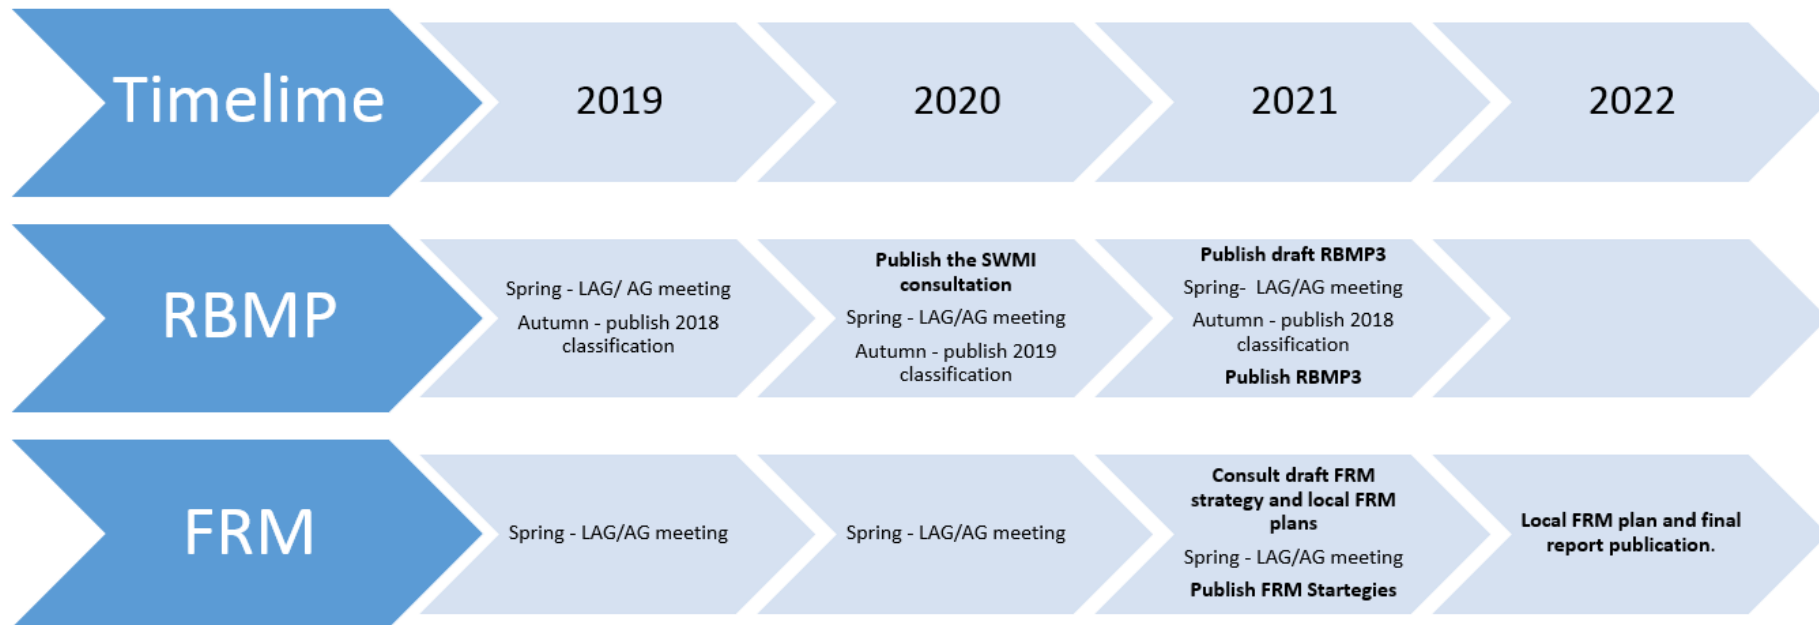 Timelime
2019
2020
2021
2022
RBMP
Spring - LAG/ AG meeting
Autumn - publish 2018
classification
Publish the SWMI
consultation
Spring - LAG/AG meeting
Autumn - publish 2019
classification
Publish draft RBMP3
Spring-  LAG/AG meeting
Autumn - publish 2018
classification
Publish RBMP3
FRM
Spring - LAG/AG meeting
Spring - LAG/AG meeting
Consult draft FRM
strategy and local FRM
plans
Spring - LAG/AG meeting
Publish FRM Startegies
Local FRM plan and final
report publication.